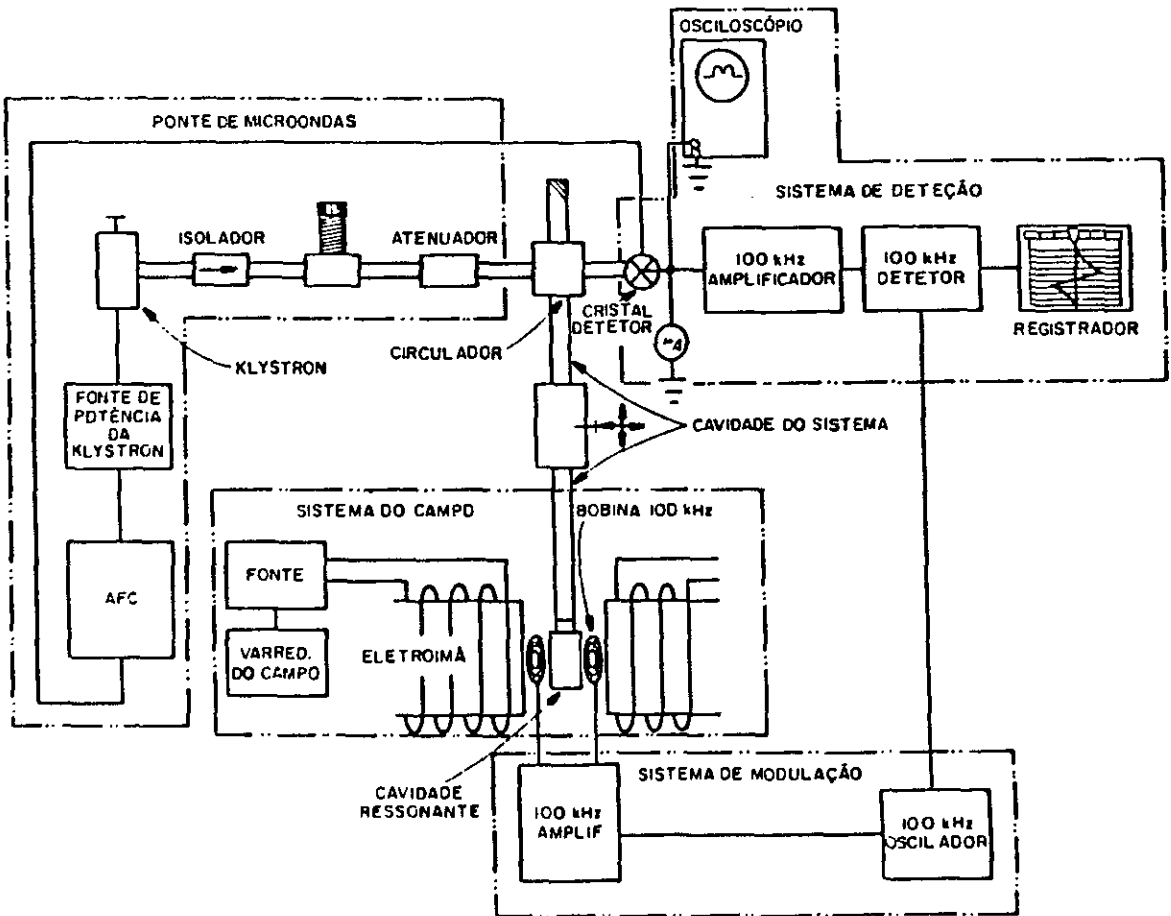 OSCILOSCÓPIO
PONTE DE MICROONDAS
SISTEMA DE DETEÇÃO
ISOLADOR
ATENUADOR
100 kHz
AMPLIFICADOR
100 kHz
DETETOR
CRISTAL
DETETOR
REGISTRADOR
μA
CIRCULADOR
KLYSTRON
FONTE DE
POTÊNCIA
DA
KLYSTRON
CAVIDADE DO SISTEMA
SISTEMA DO CAMPO
BOBINA 100 kHz
FONTE
AFC
VARRED.
DO CAMPO
ELETROIMÃ
CAVIDADE
RESSONANTE
SISTEMA DE MODULAÇÃO
100 kHz
AMPLIF
100 kHz
OSCILADOR